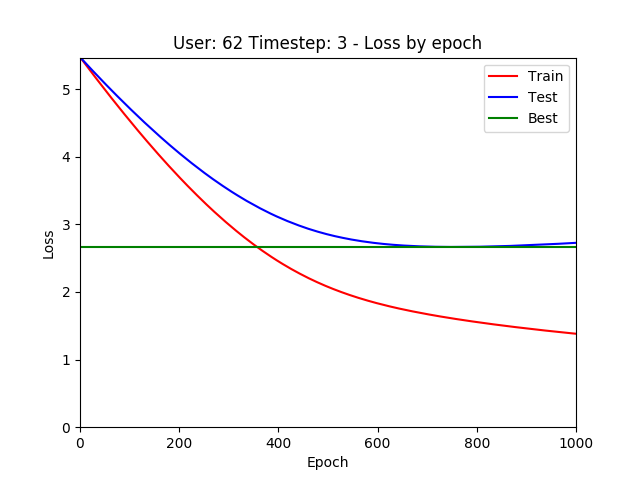 User: 62 Timestep: 3 - Loss by epoch
Train
Test
Best
Loss
5
4
3
2
1
0
0 200 400 600 800 1000
Epoch